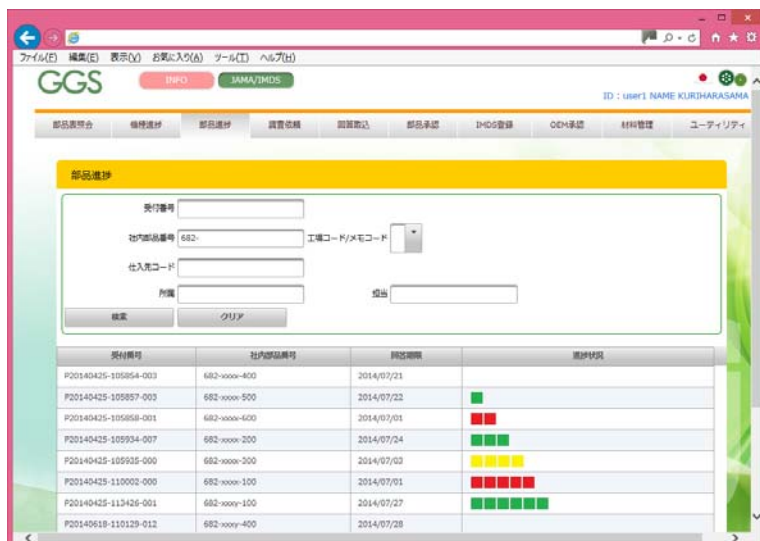 ファイル(F) 編集(E) 表示(V) お気に入り(A) ツール(T) ヘルプ(H)
GGS INFO JAMA/IMDS
ID : user1 NAME KURIHARASAMA
部品表照会 機種進捗 部品進捗 調査依頼 回答取込 部品承認 IMDS登録 OEM承認 材料管理 ユーティリティ
部品進捗
受付番号
社内部品番号 682- 工場コード/メモコード
仕入先コード
所属 担当
検索 クリア
受付番号 社内部品番号 回答期限 進捗状況
P20140425-105854-003 682-xxxx-400 2014/07/21
P20140425-105857-003 682-xxxx-500 2014/07/22
P20140425-105858-001 682-xxxx-600 2014/07/01
P20140425-105934-007 682-xxxx-200 2014/07/24
P20140425-105935-000 682-xxxx-300 2014/07/03
P20140425-110002-000 682-xxxx-100 2014/07/01
P20140425-113426-001 682-xxxy-100 2014/07/27
P20140618-110129-012 682-xxxy-400 2014/07/28